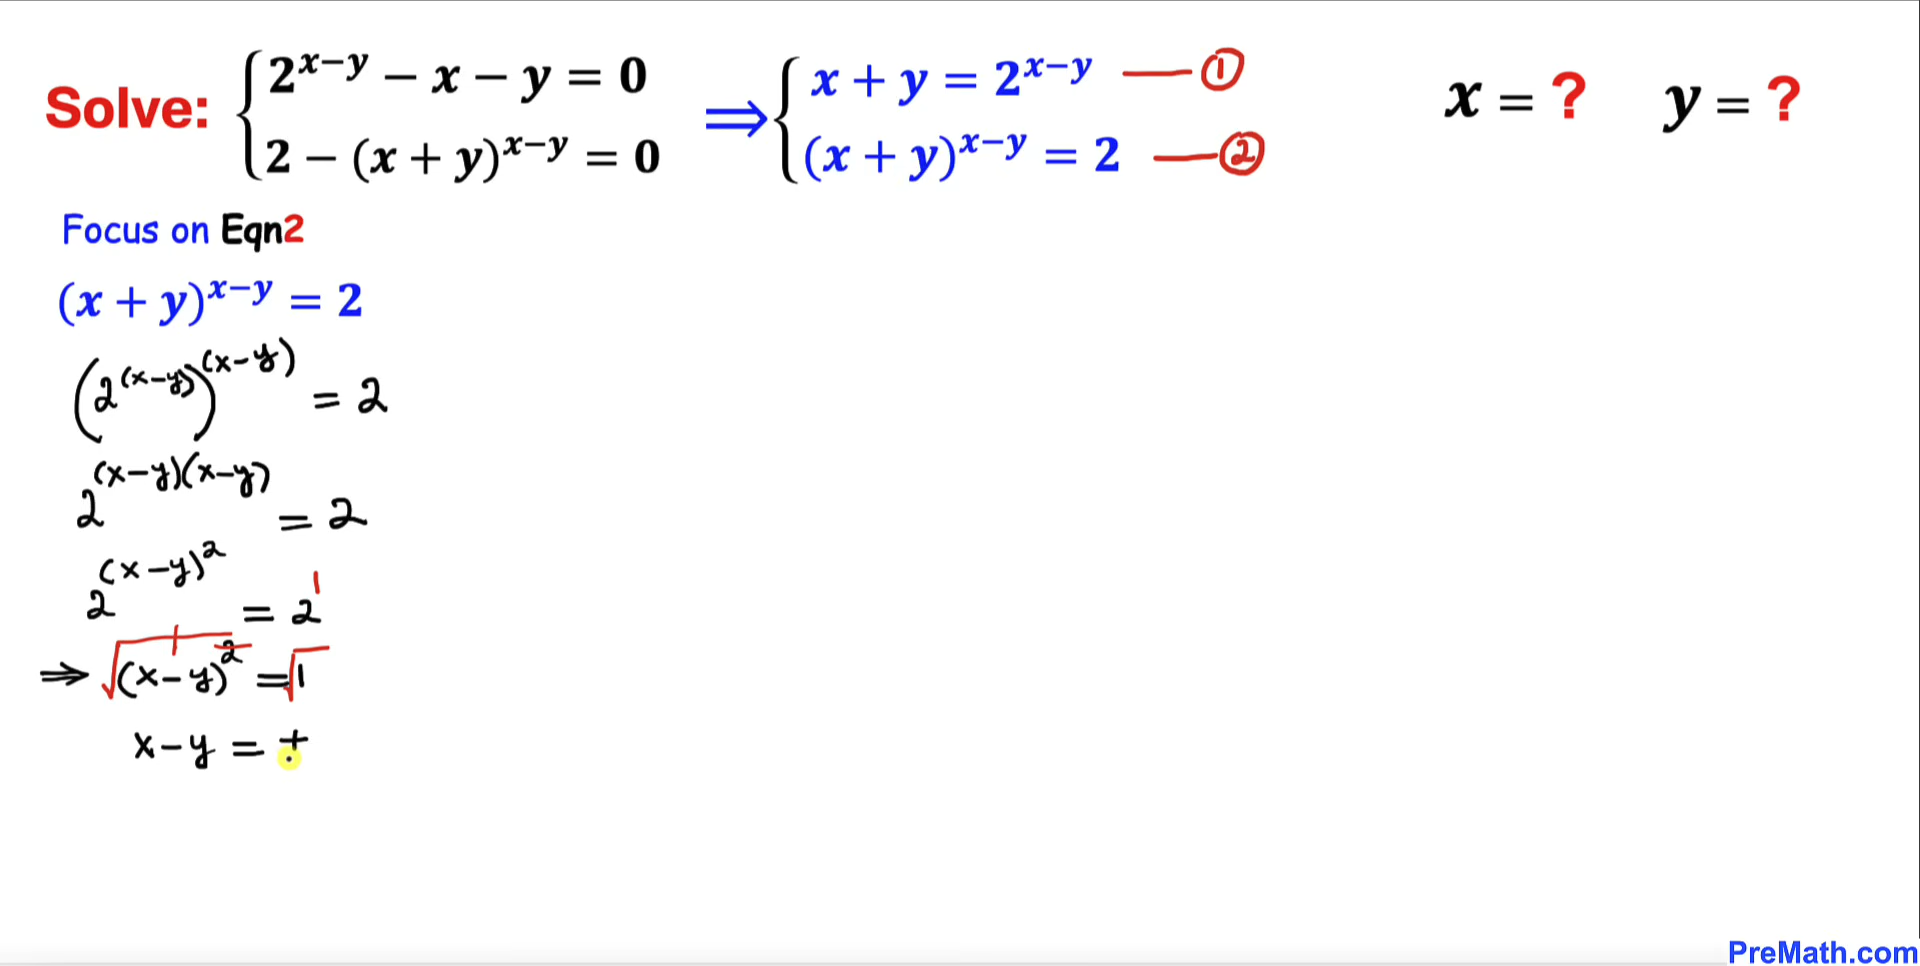 Solve: { 2^{x−y} − x − y = 0 ⟹ { x + y = 2^{x−y} —① x = ? y = ?
2 − (x + y)^{x−y} = 0 (x + y)^{x−y} = 2 —②
Focus on Eqn2
(x + y)^{x−y} = 2
(2^{(x−y)})^{(x−y)} = 2
2^{(x−y)(x−y)} = 2
2^{(x−y)^2} = 2^1
⇒ √(x−y)^2 = √1
x−y = +
PreMath.com